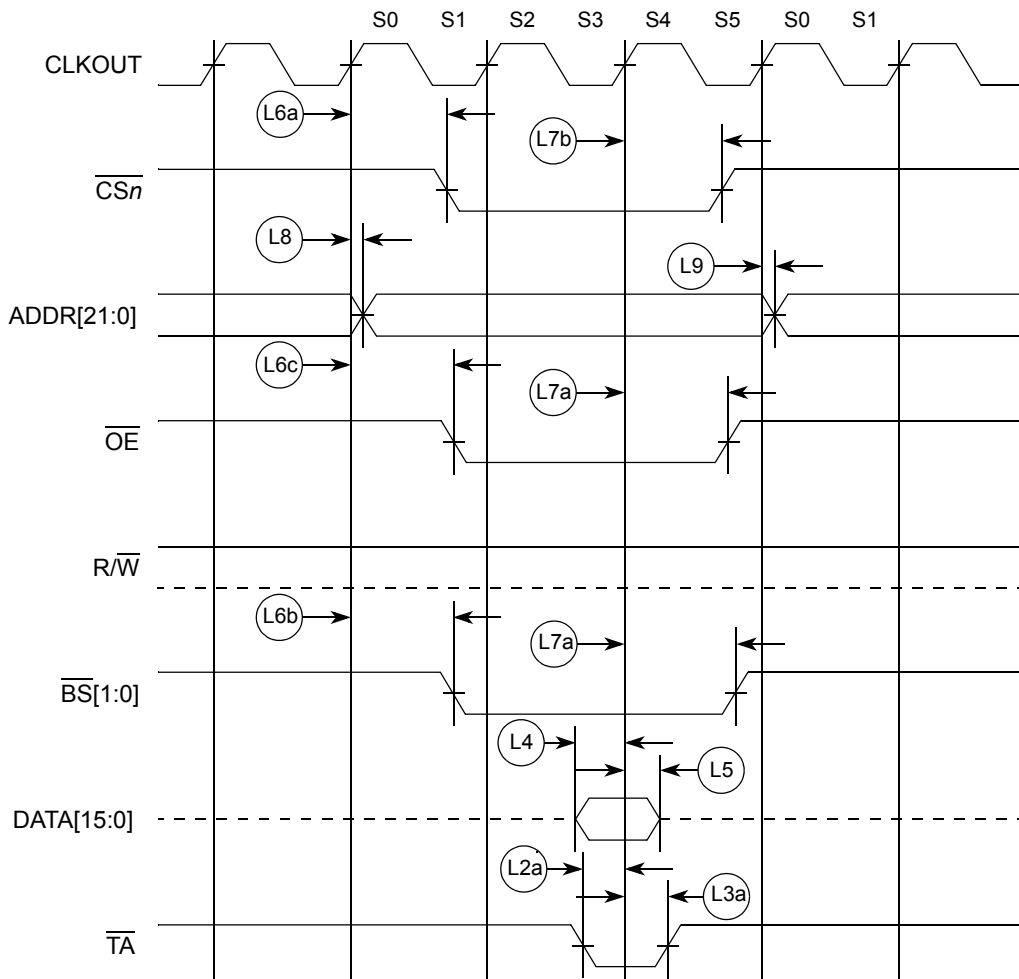 S0 S1 S2 S3 S4 S5 S0 S1
CLKOUT
L6a
L7b
CSn
L8
L9
ADDR[21:0]
L6c
L7a
OE
R/W
L6b
L7a
BS[1:0]
L4
L5
DATA[15:0]
L2a
L3a
TA